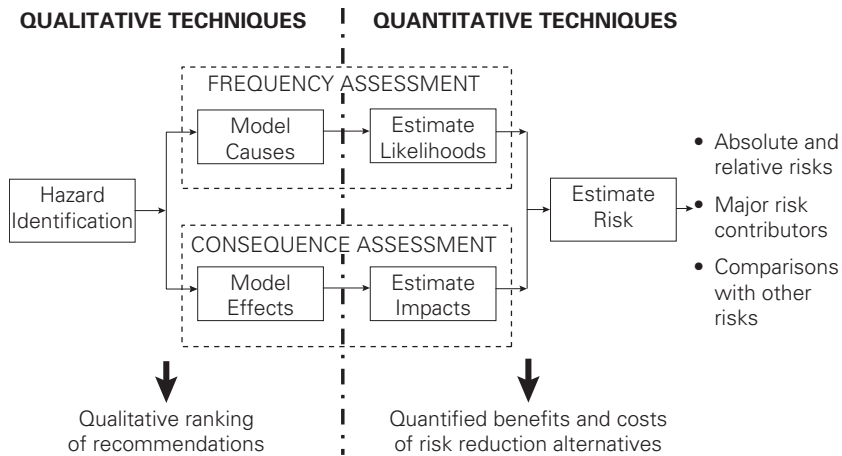 QUALITATIVE TECHNIQUES
QUANTITATIVE TECHNIQUES
FREQUENCY ASSESSMENT
Model
Causes
Estimate
Likelihoods
Hazard
Identification
Estimate
Risk
• Absolute and
relative risks
• Major risk
contributors
• Comparisons
with other
risks
CONSEQUENCE ASSESSMENT
Model
Effects
Estimate
Impacts
Qualitative ranking
of recommendations
Quantified benefits and costs
of risk reduction alternatives